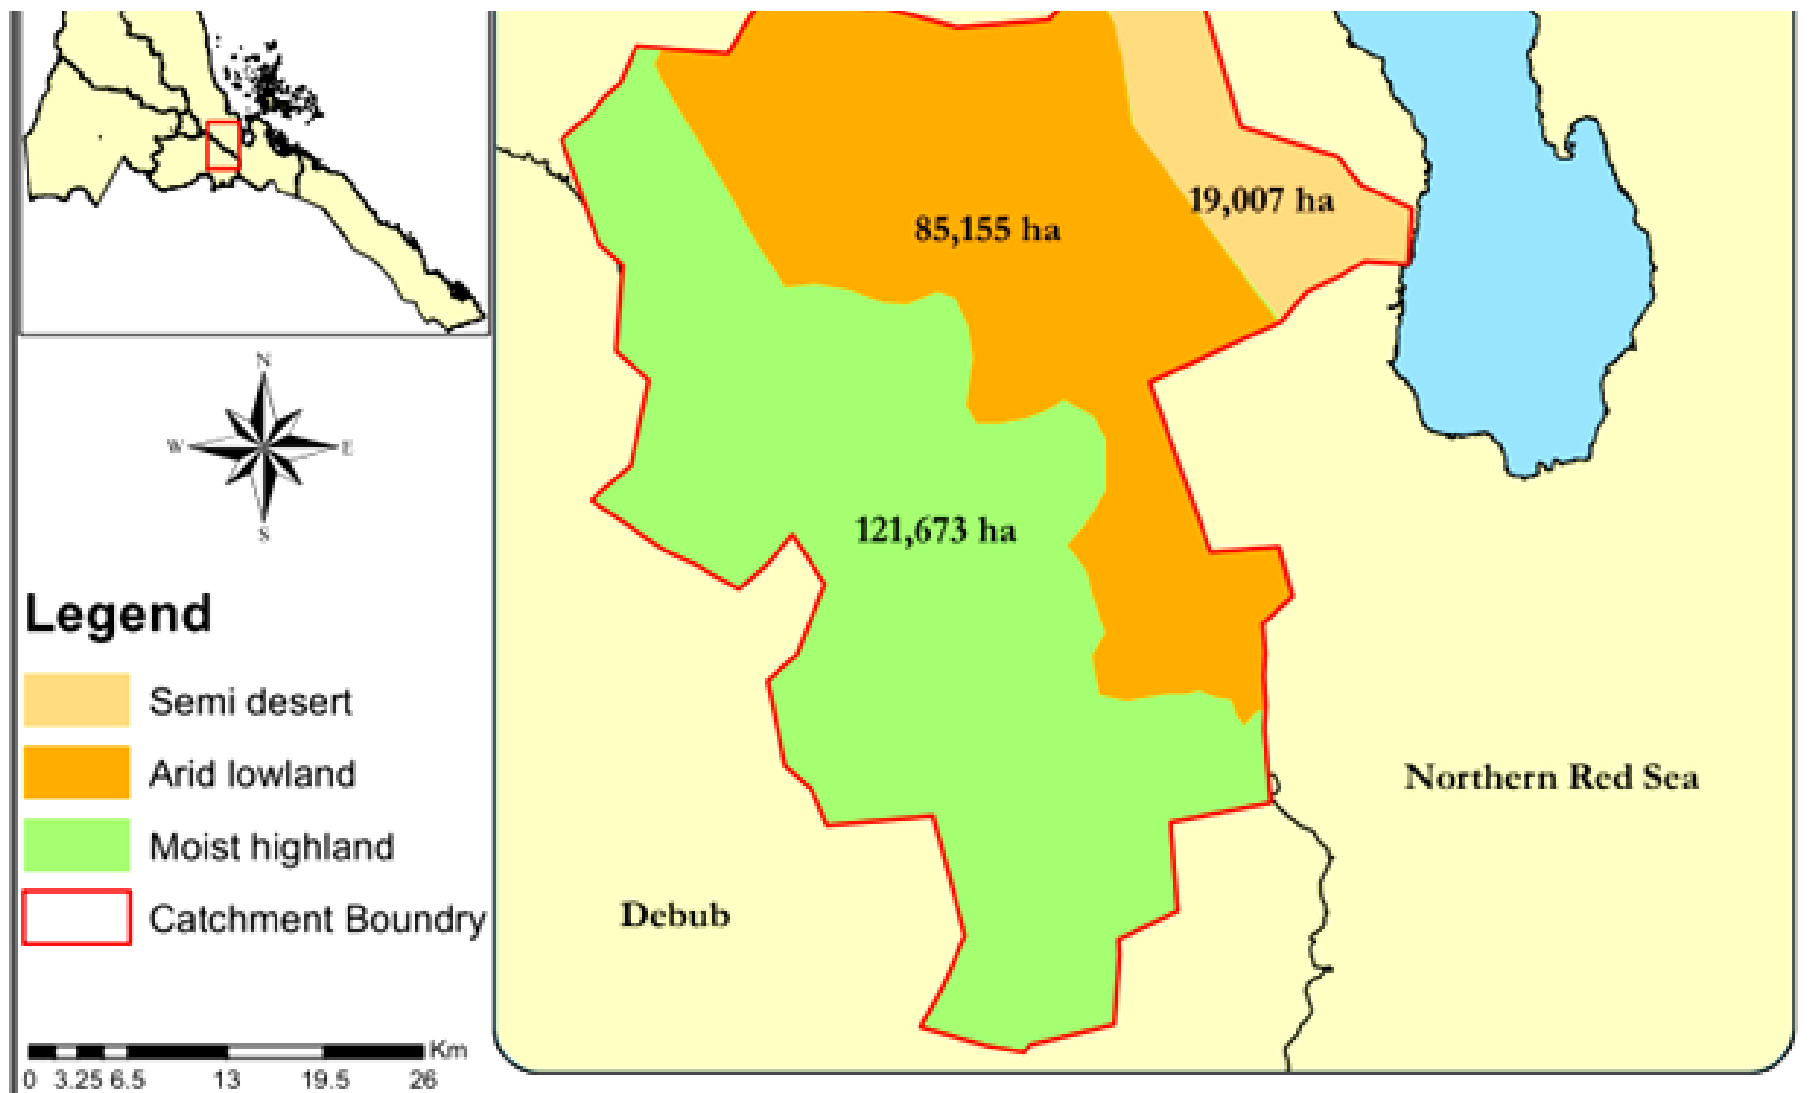 19,007 ha
85,155 ha
N
W E
S
121,673 ha
Legend
Semi desert
Arid lowland
Moist highland
Catchment Boundry
Northern Red Sea
Debub
Km
0 3.25 6.5 13 19.5 26